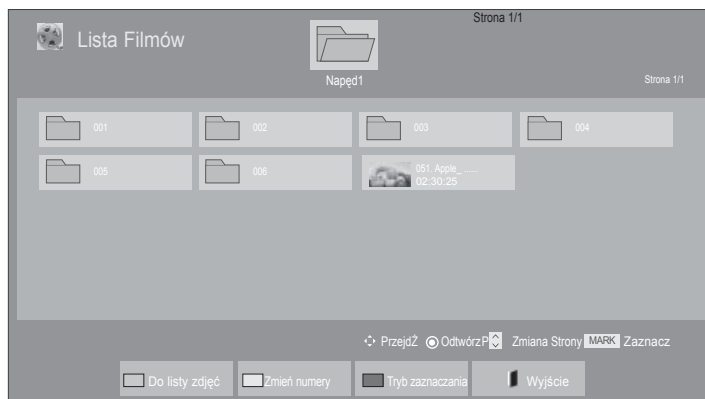 Strona 1/1
Lista Filmów
Napęd1
Strona 1/1
001 002 003 004
005 006 051. Apple_ ......
02:30:25
PrzejdŹ OdtwórzP Zmiana Strony MARK Zaznacz
Do listy zdjęć Zmień numery Tryb zaznaczania Wyjście